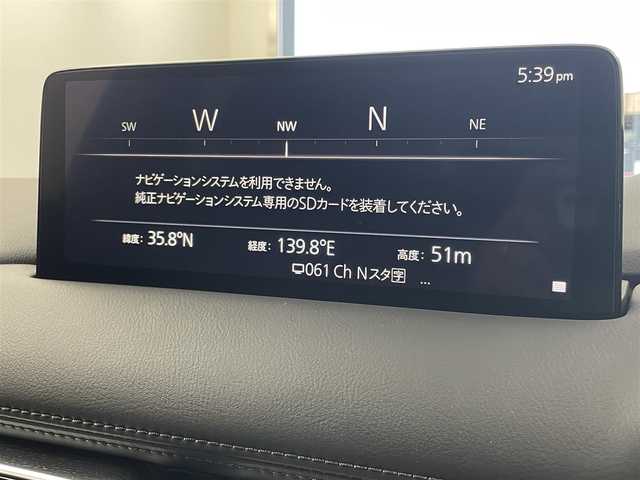 5:39 pm
SW W NW N NE
ナビゲーションシステムを利用できません。
純正ナビゲーションシステム専用のSDカードを装着してください。
緯度: 35.8°N 経度: 139.8°E 高度: 51m
061 Ch Nスタ字 ...